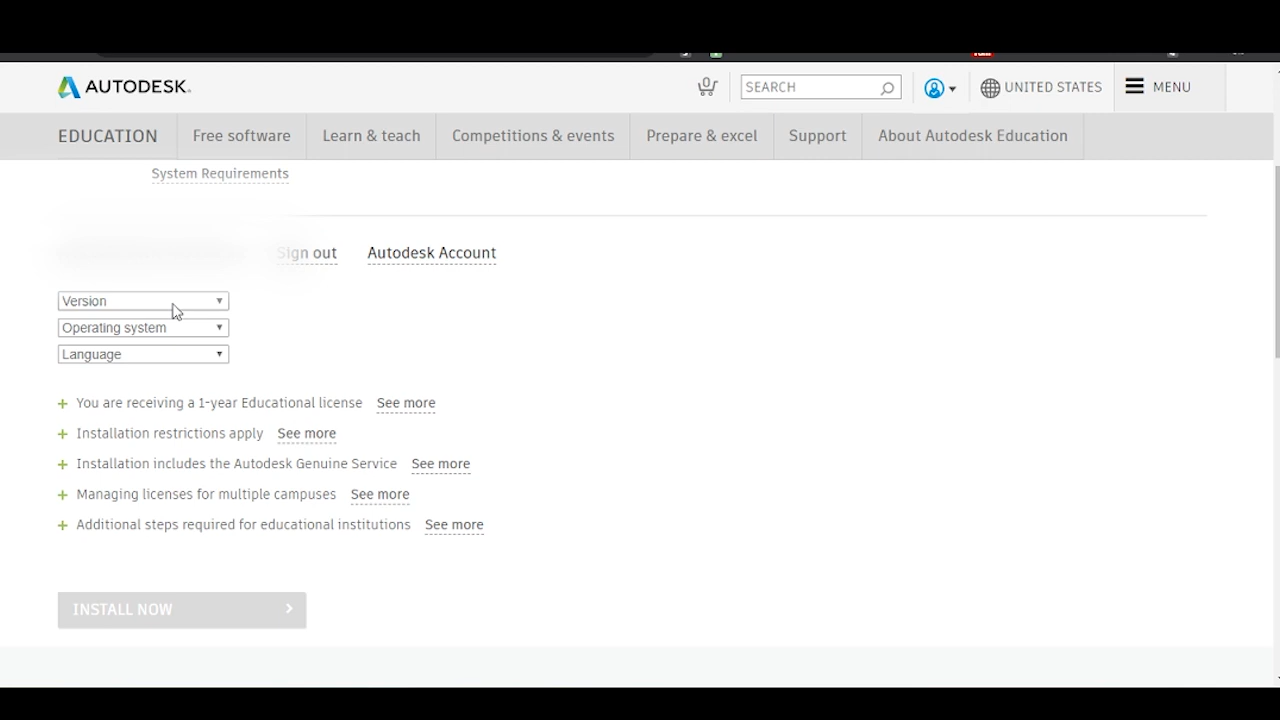 AUTODESK.
0
SEARCH
UNITED STATES
MENU
EDUCATION
Free software
Learn & teach
Competitions & events
Prepare & excel
Support
About Autodesk Education
System Requirements
Sign out
Autodesk Account
Version
Operating system
Language
+ You are receiving a 1-year Educational license See more
+ Installation restrictions apply See more
+ Installation includes the Autodesk Genuine Service See more
+ Managing licenses for multiple campuses See more
+ Additional steps required for educational institutions See more
INSTALL NOW